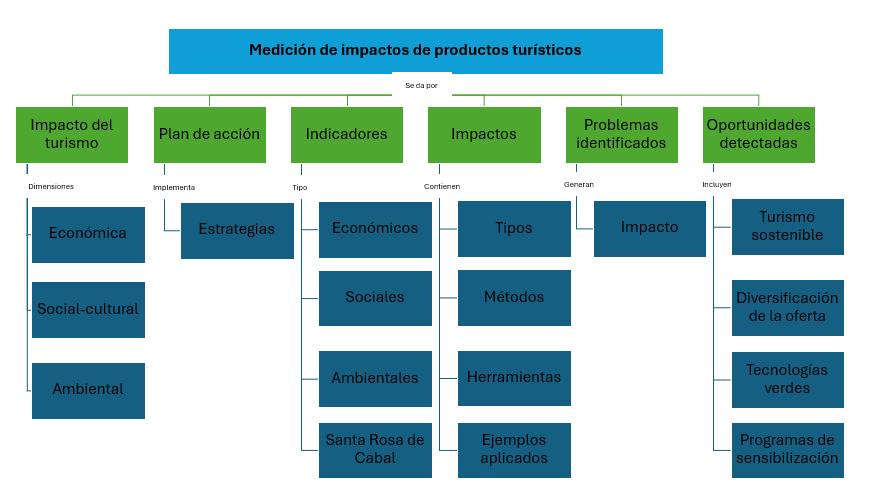 Medición de impactos de productos turísticos
Se da por
Impacto del
turismo
Plan de acción
Indicadores
Impactos
Problemas
identificados
Oportunidades
detectadas
Dimensiones
Implementa
Tipo
Contienen
Generan
Incluyen
Económica
Social-cultural
Ambiental
Estrategias
Económicos
Sociales
Ambientales
Santa Rosa de
Cabal
Tipos
Métodos
Herramientas
Ejemplos
aplicados
Impacto
Turismo
sostenible
Diversificación
de la oferta
Tecnologías
verdes
Programas de
sensibilización